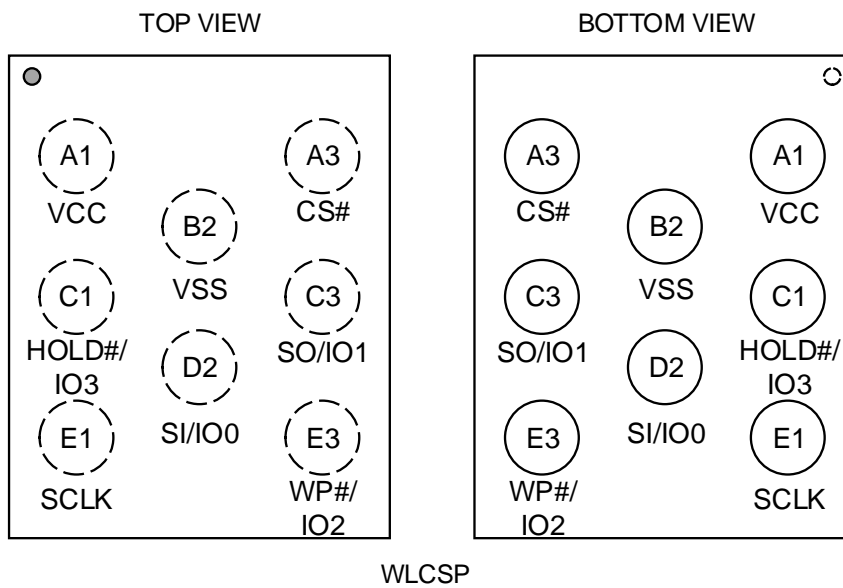 TOP VIEW
A1
A3
VCC
CS#
B2
VSS
C1
C3
HOLD#/
IO3
SO/IO1
D2
SI/IO0
E1
E3
SCLK
WP#/
IO2
BOTTOM VIEW
A3
A1
CS#
VCC
B2
VSS
C3
C1
SO/IO1
HOLD#/
IO3
D2
SI/IO0
E3
E1
WP#/
IO2
SCLK
WLCSP